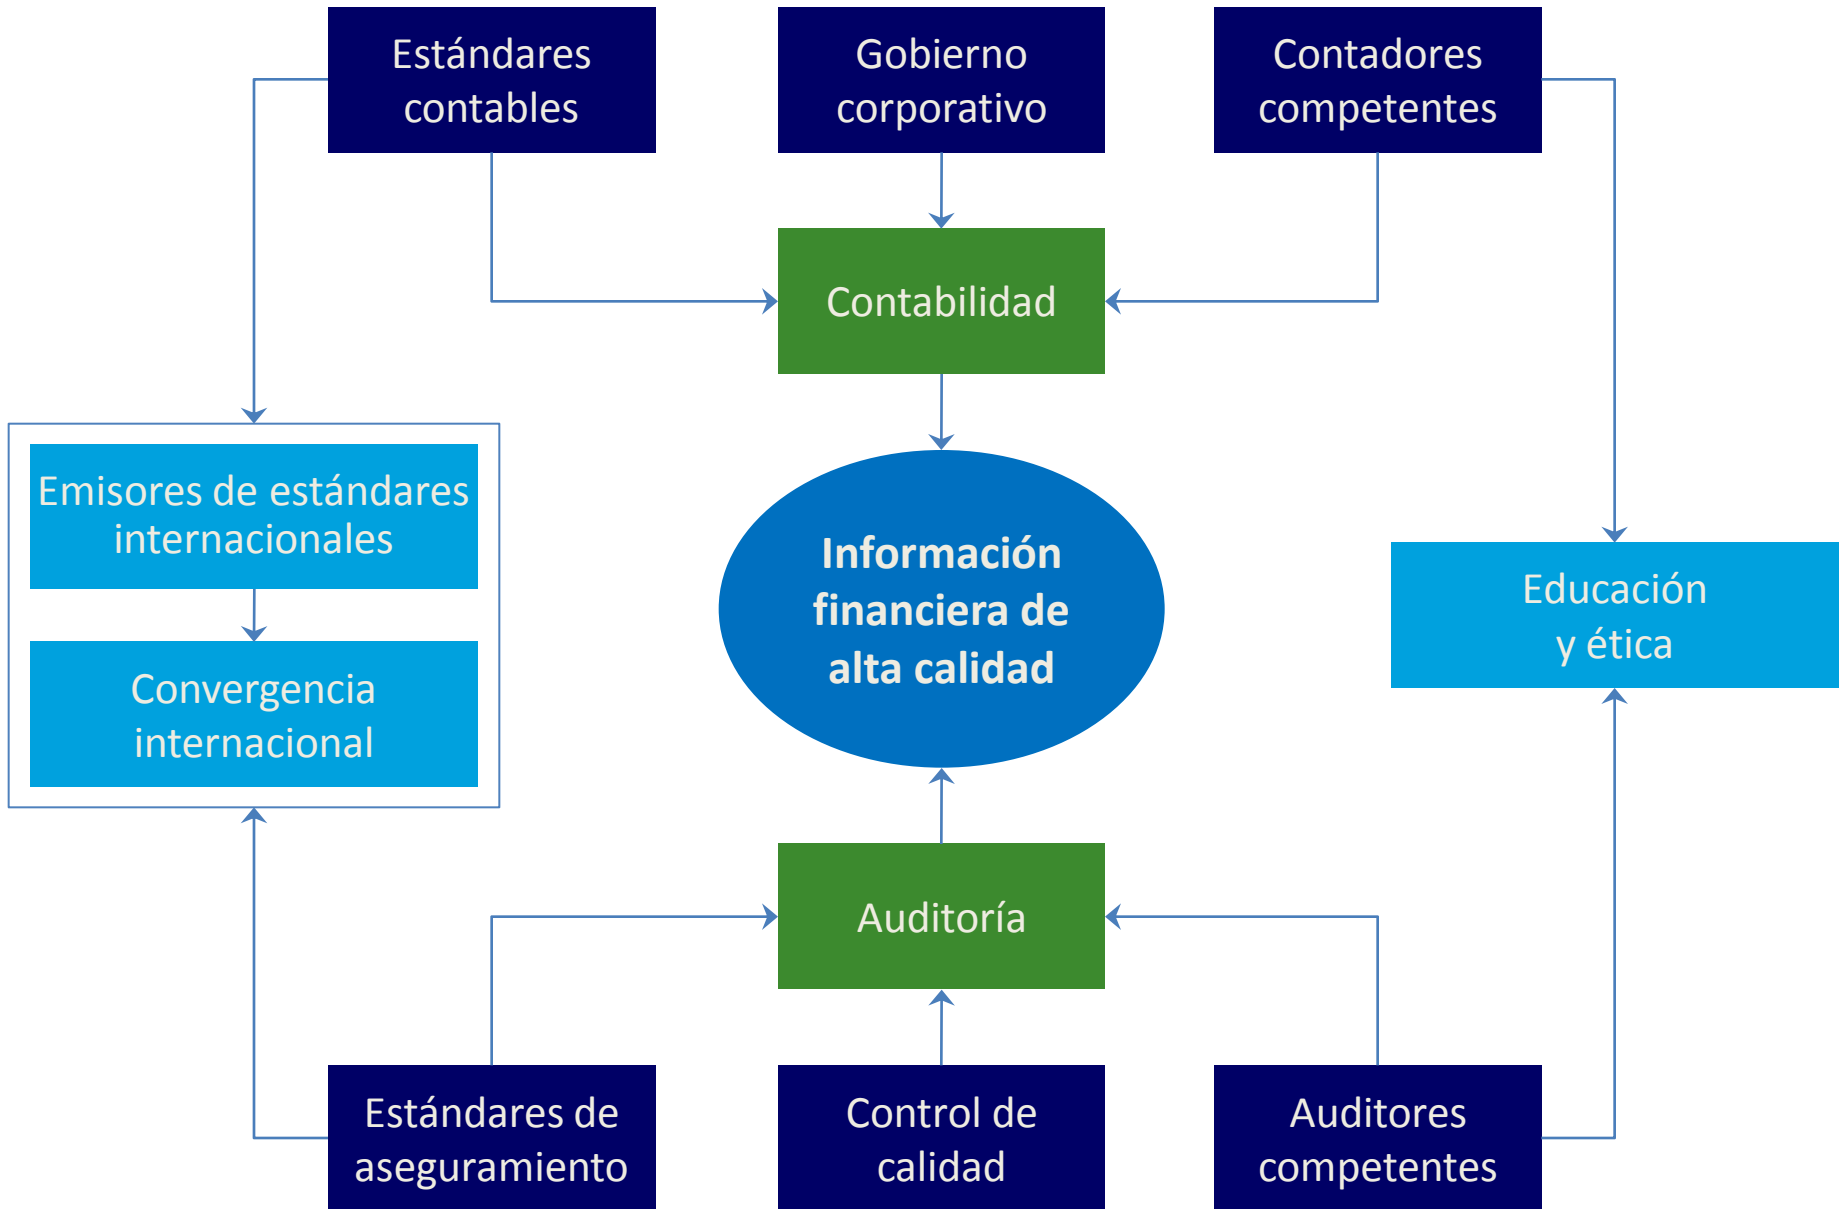 Estándares
contables
Gobierno
corporativo
Contadores
competentes
Contabilidad
Emisores de estándares
internacionales
Convergencia
internacional
Información
financiera de
alta calidad
Educación
y ética
Auditoría
Estándares de
aseguramiento
Control de
calidad
Auditores
competentes